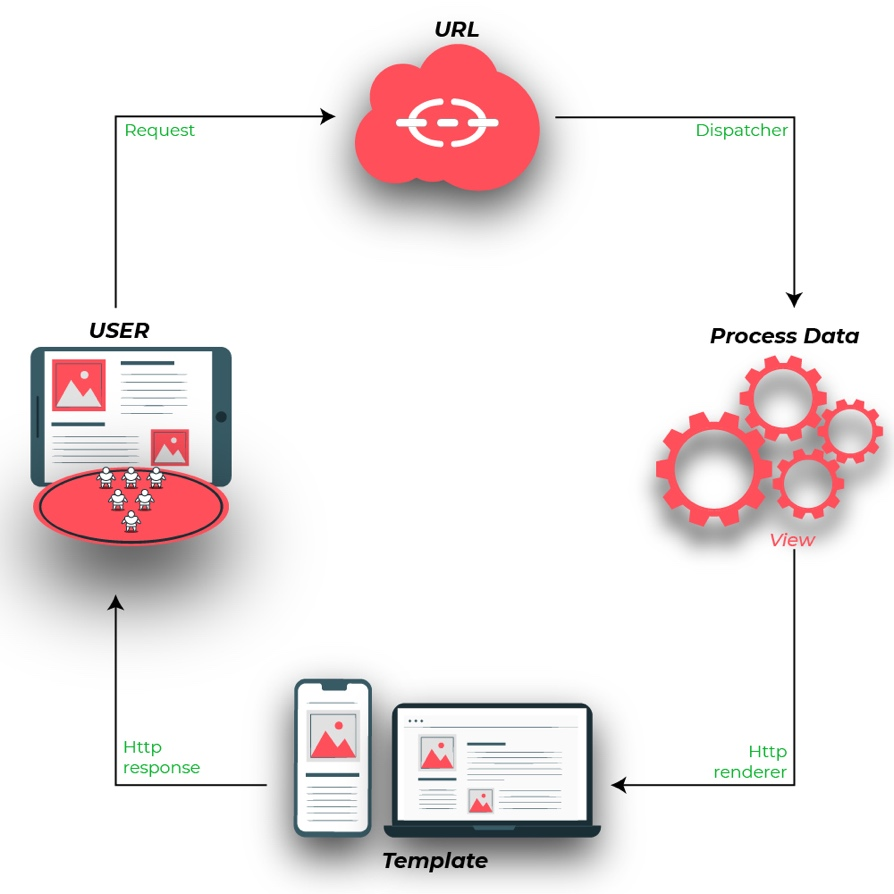 URL
Request
Dispatcher
USER
Process Data
View
Http
response
Http
renderer
Template